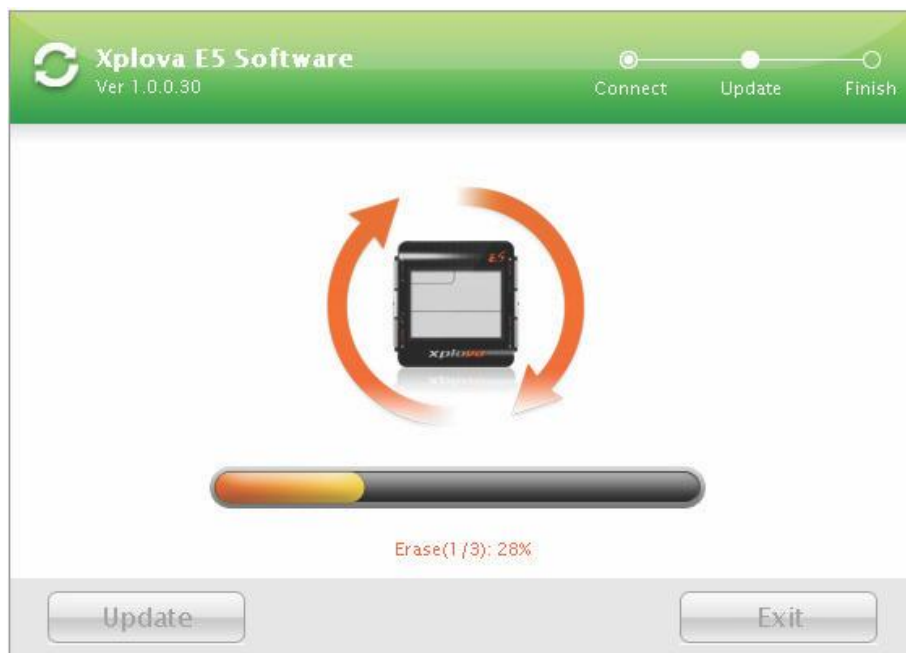 Xplova E5 Software
Ver 1.0.0.30
Connect Update Finish
E5
xplova
Erase(1/3): 28%
Update Exit